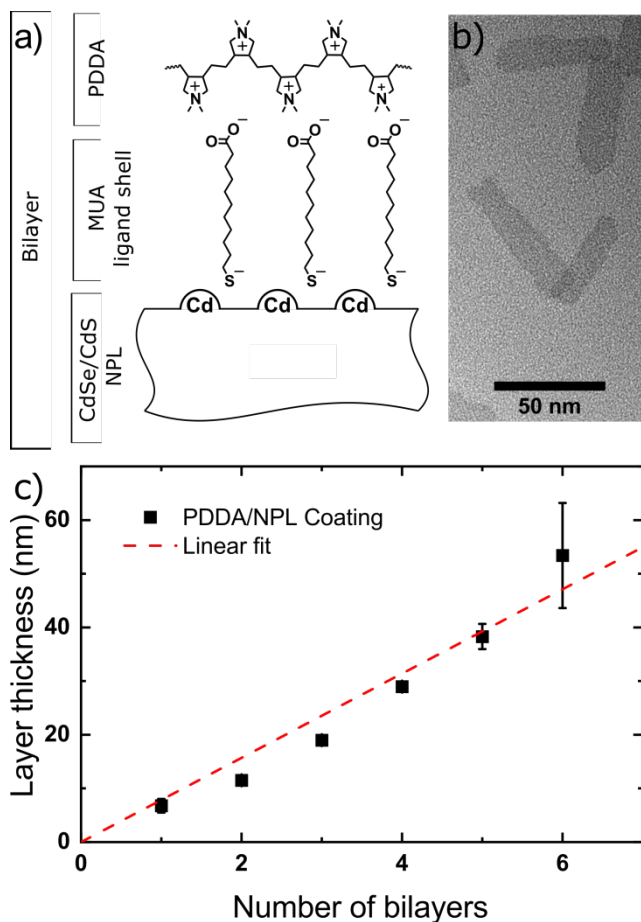 a)
Bilayer
PDDA
MUA
ligand shell
CdSe/CdS
NPL
N
+
N
+
N
+
N
+
N
+
O⁻
O
O⁻
O
O⁻
O
S⁻
S⁻
S⁻
Cd
Cd
Cd
b)
50 nm
c)
PDDA/NPL Coating
Linear fit
Layer thickness (nm)
60
40
20
0
0
2
4
6
Number of bilayers